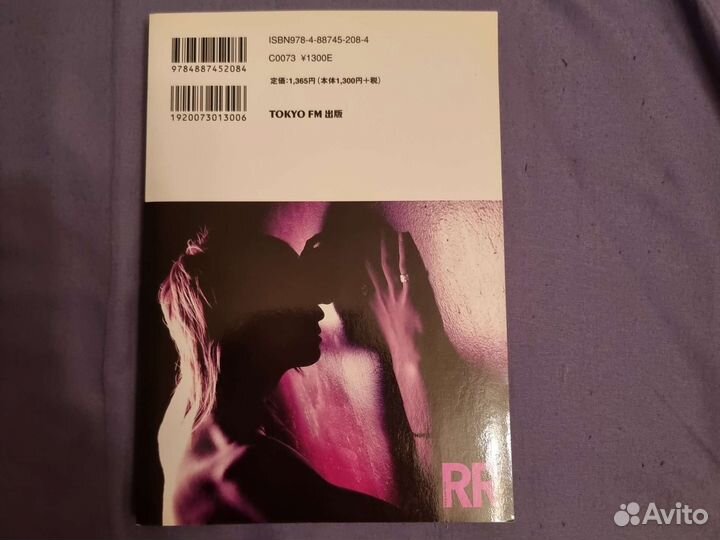 ISBN978-4-88745-208-4
C0073 ¥1300E
9784887452084
定価:1,365円(本体1,300円+税)
1920073013006
TOKYO FM 出版
RR
Avito